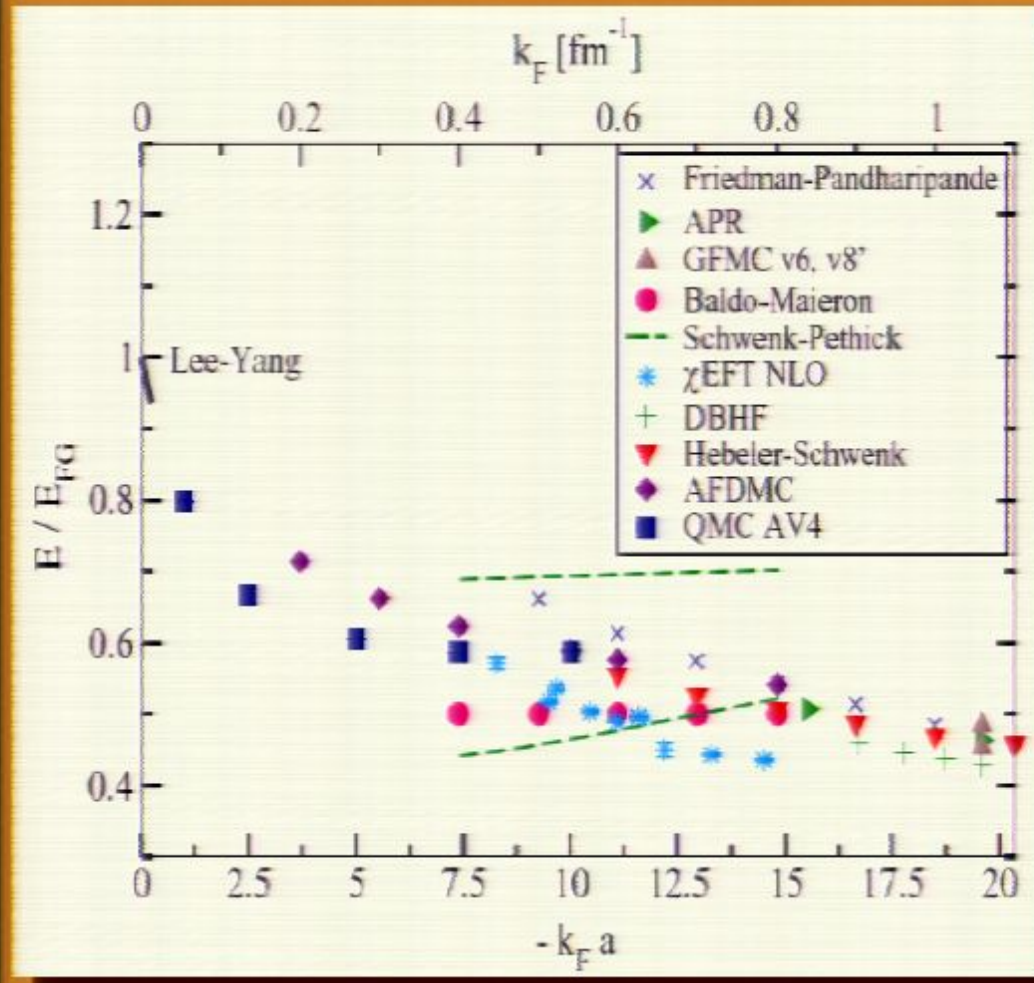 k_F [fm^-1]
0 0.2 0.4 0.6 0.8 1
Friedman-Pandharipande
APR
GFMC v6, v8'
Baldo-Maieron
Schwenk-Pethick
χEFT NLO
DBHF
Hebeler-Schwenk
AFDMC
QMC AV4
1.2
1
Lee-Yang
0.8
0.6
0.4
E / E_FG
0 2.5 5 7.5 10 12.5 15 17.5 20
- k_F a